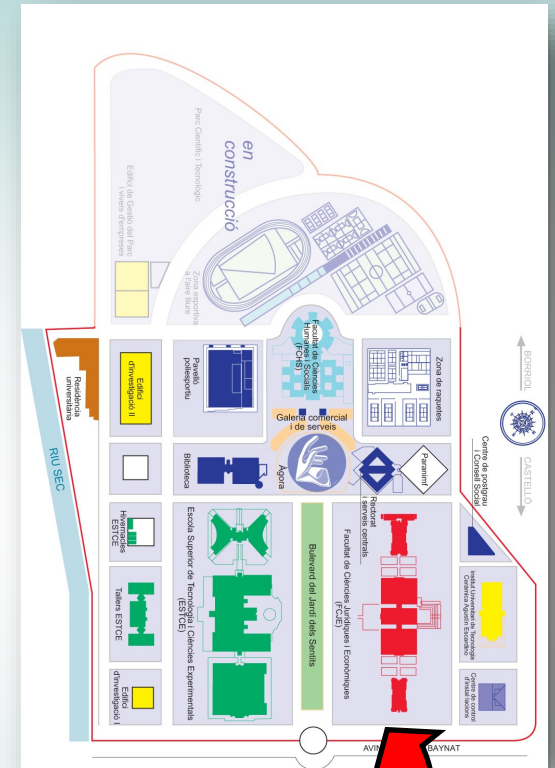 en
construcció
Parc Científic i Tecnològic
Edifici de Gestió del Parc
i vivers d'empreses
Zona esportiva
a l'aire lliure
BORRIOL
CASTELLÓ
Facultat de Ciències
Humanes i Socials
(FCHS)
Zona de raquetes
Pavelló
poliesportiu
Edifici
d'investigació II
Residència
universitària
RIU SEC
Galeria comercial
i de serveis
Àgora
Biblioteca
Paranimf
Rectorat
i serveis centrals
Centre de postgrau
i Consell Social
Hivernacles
ESTCE
Tallers ESTCE
Edifici
d'investigació I
Escola Superior de Tecnologia i Ciències Experimentals
(ESTCE)
Bulevard del Jardí dels Sentits
Facultat de Ciències Jurídiques i Econòmiques
(FCJE)
Institut Universitari de Tecnologia
Ceràmica Agustín Escardino
Centre de control
d'instal·lacions
BAYNAT